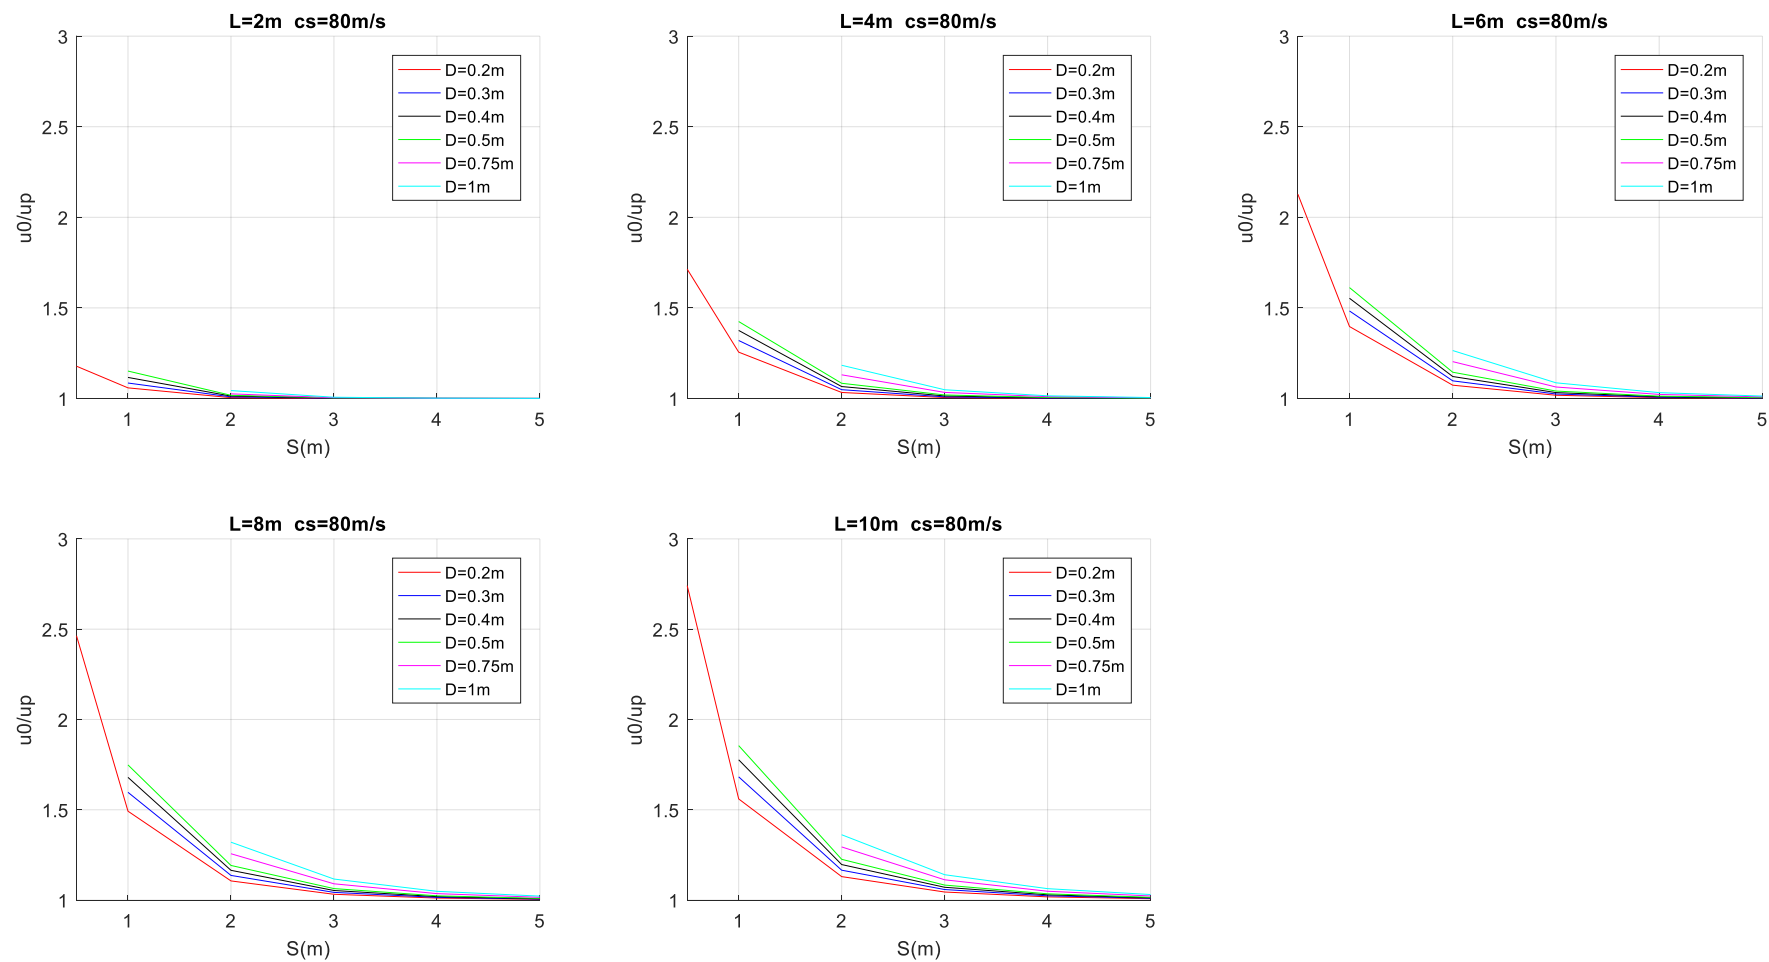 L=2m cs=80m/s
3
2.5
2
1.5
1
u0/up
1 2 3 4 5
S(m)
D=0.2m
D=0.3m
D=0.4m
D=0.5m
D=0.75m
D=1m
L=4m cs=80m/s
3
2.5
2
1.5
1
u0/up
1 2 3 4 5
S(m)
D=0.2m
D=0.3m
D=0.4m
D=0.5m
D=0.75m
D=1m
L=6m cs=80m/s
3
2.5
2
1.5
1
u0/up
1 2 3 4 5
S(m)
D=0.2m
D=0.3m
D=0.4m
D=0.5m
D=0.75m
D=1m
L=8m cs=80m/s
3
2.5
2
1.5
1
u0/up
1 2 3 4 5
S(m)
D=0.2m
D=0.3m
D=0.4m
D=0.5m
D=0.75m
D=1m
L=10m cs=80m/s
3
2.5
2
1.5
1
u0/up
1 2 3 4 5
S(m)
D=0.2m
D=0.3m
D=0.4m
D=0.5m
D=0.75m
D=1m